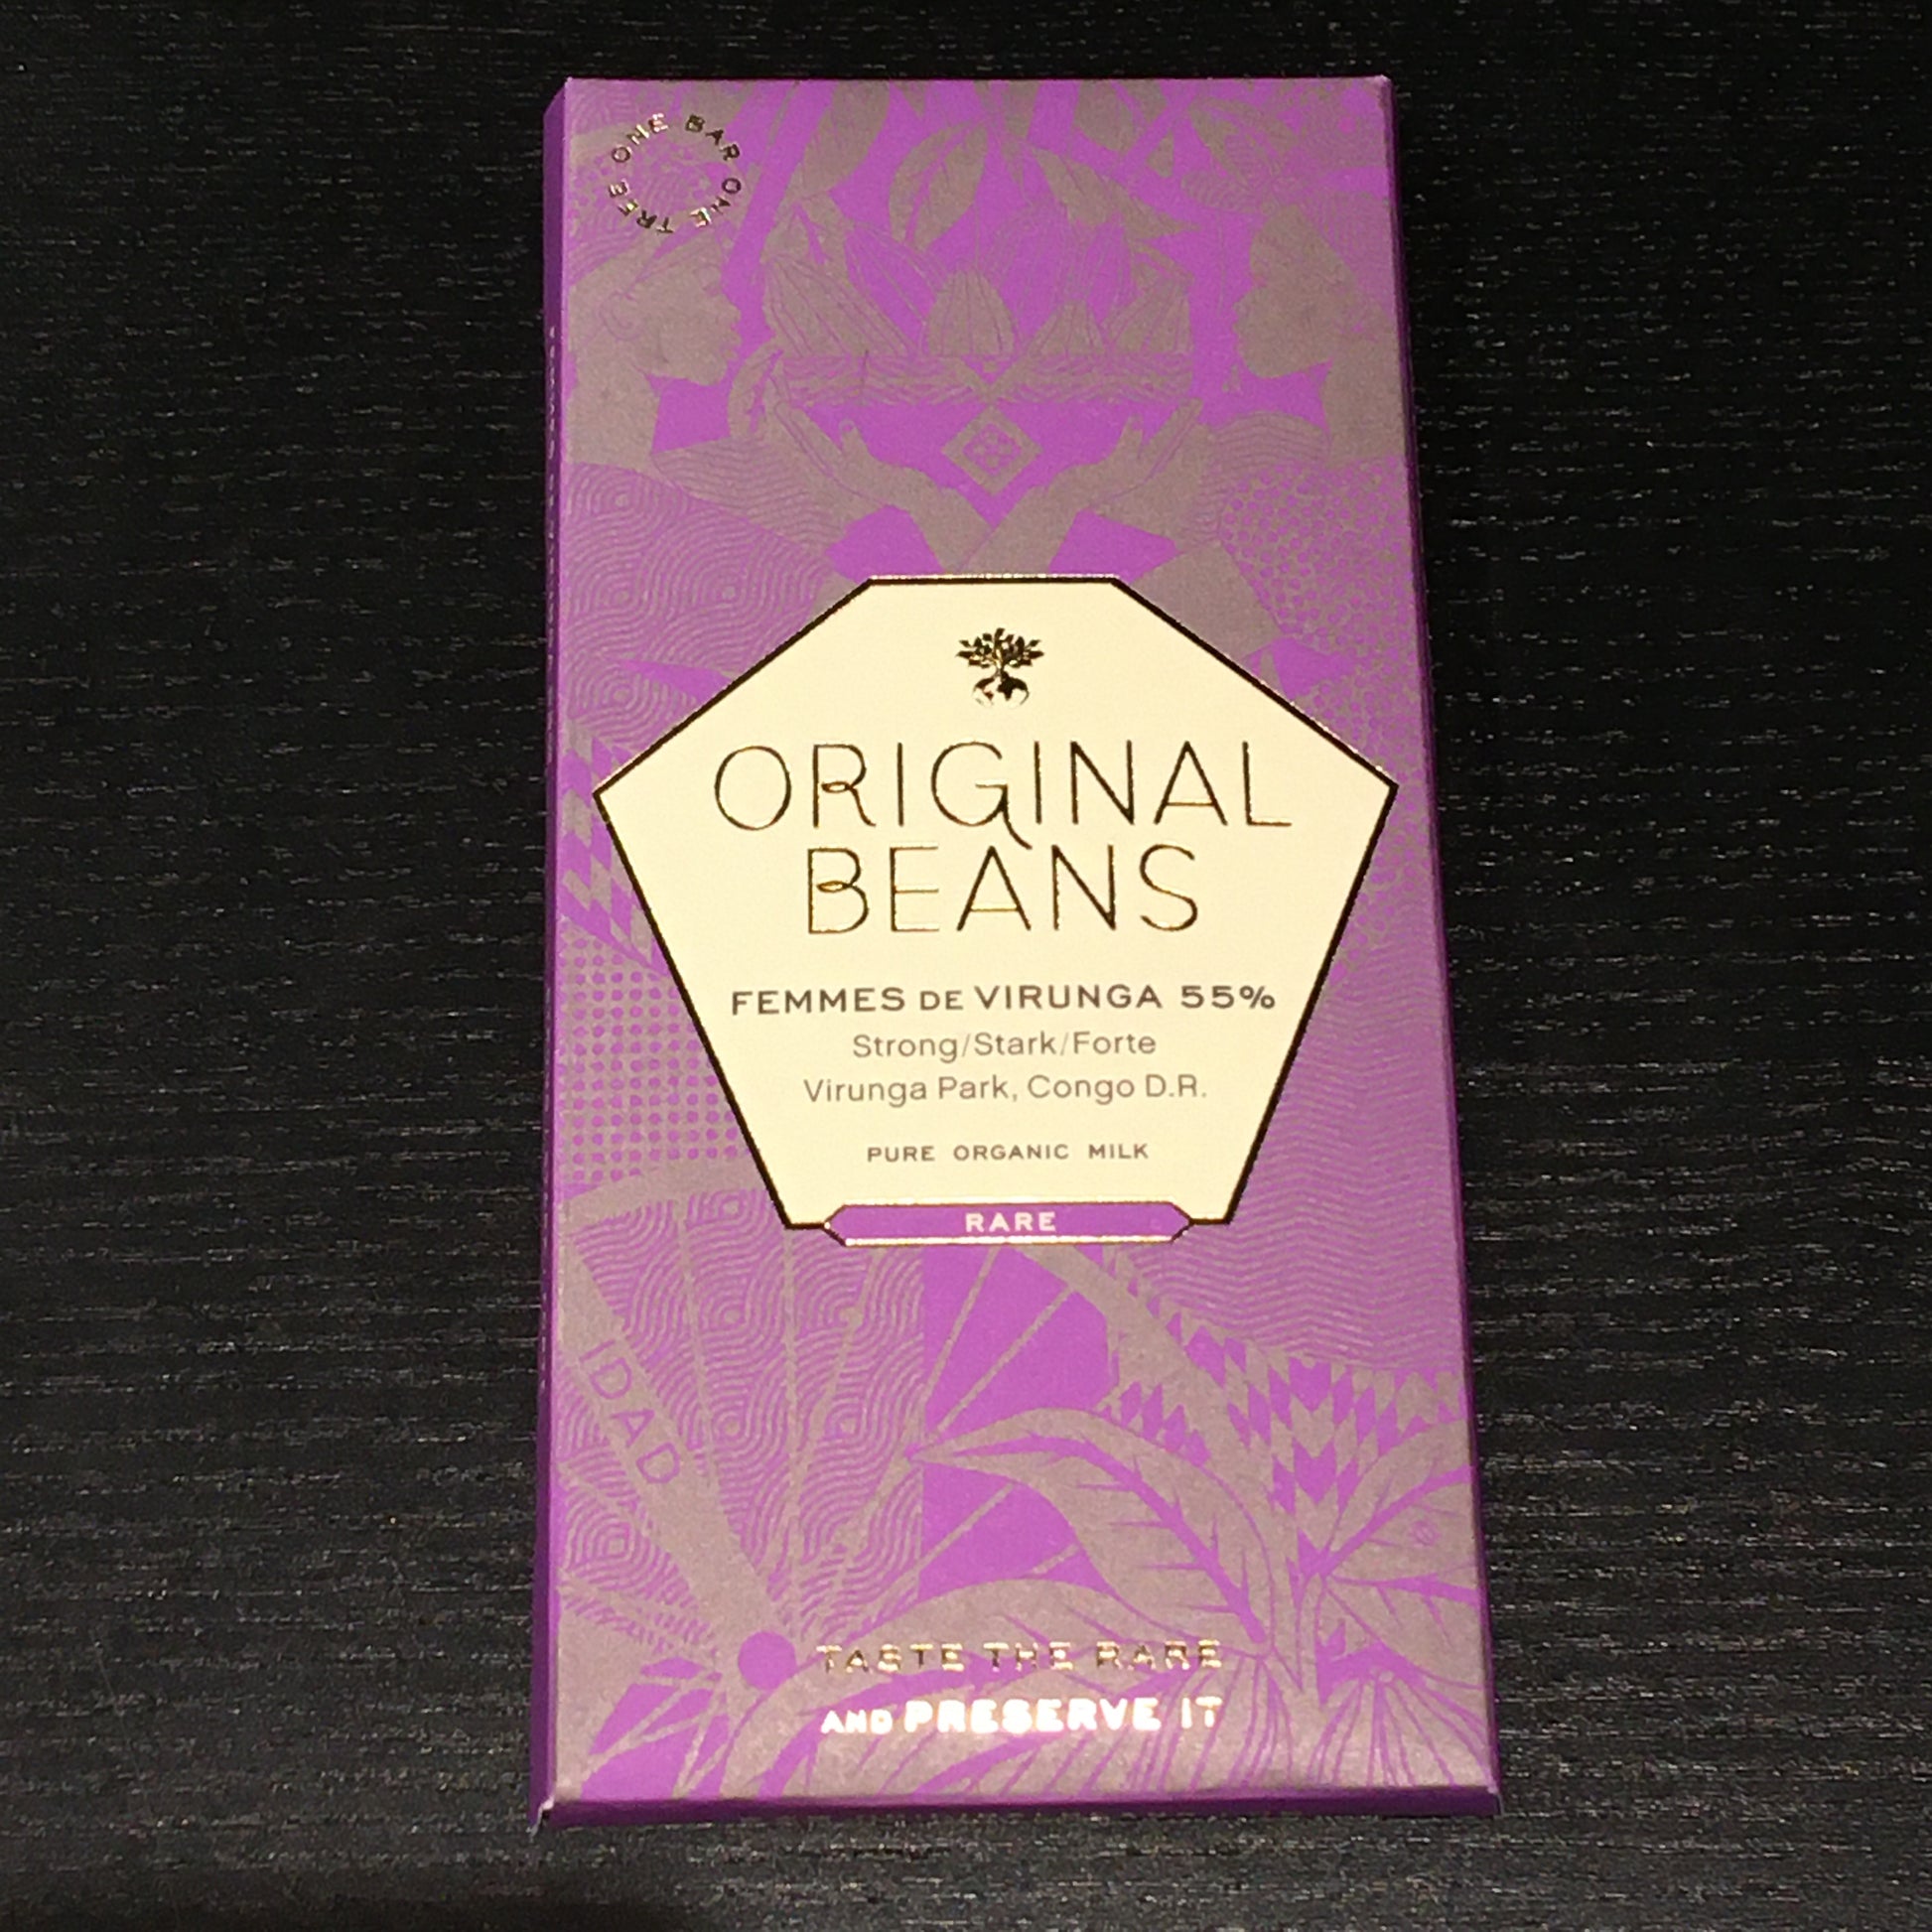 ONE BAR ONE TREE
ORIGINAL
BEANS
FEMMES DE VIRUNGA 55%
Strong/Stark/Forte
Virunga Park, Congo D.R.
PURE ORGANIC MILK
RARE
IDAD
TASTE THE RARE
AND PRESERVE IT